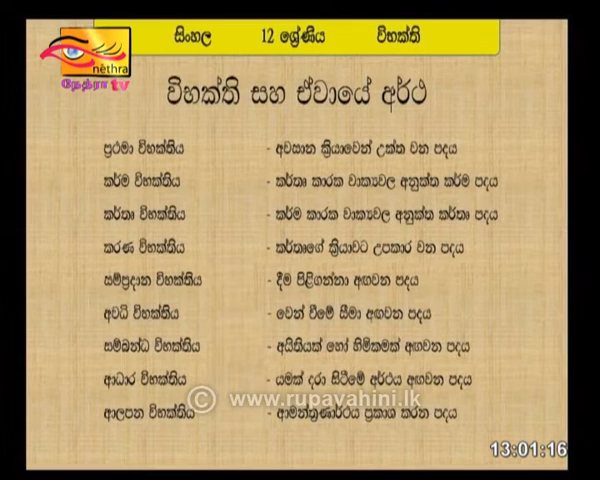 සිංහල 12 ශ්‍රේණිය විභක්ති
nethra
நேத்ரா tv
විභක්ති සහ ඒවායේ අර්ථ
ප්‍රථමා විභක්තිය - අවසාන ක්‍රියාවෙන් උක්ත වන පදය
කර්ම විභක්තිය - කර්තෘ කාරක වාක්‍යවල අනුක්ත කර්ම පදය
කර්තෘ විභක්තිය - කර්ම කාරක වාක්‍යවල අනුක්ත කර්තෘ පදය
කරණ විභක්තිය - කර්තෘගේ ක්‍රියාවට උපකාර වන පදය
සම්ප්‍රදාන විභක්තිය - දීම පිළිගන්නා අඟවන පදය
අවධි විභක්තිය - වෙන් වීමේ සීමා අඟවන පදය
සම්බන්ධ විභක්තිය - අයිතියක් හෝ හිමිකමක් අඟවන පදය
ආධාර විභක්තිය - යමක් දරා සිටීමේ අර්ථය අඟවන පදය
© www.rupavahini.lk
ආලපන විභක්තිය - ආමන්ත්‍රණාර්ථය ප්‍රකාශ කරන පදය
13:01:16